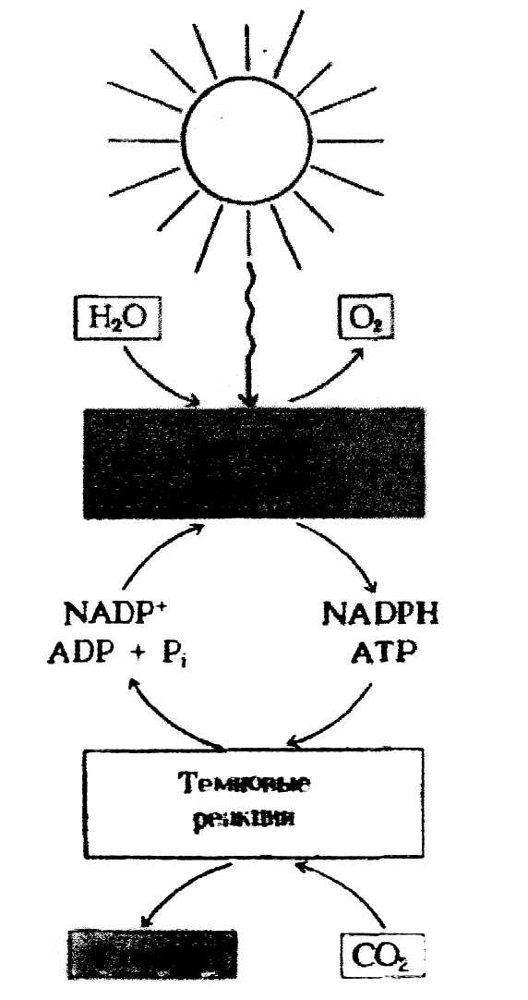 H₂O
O₂
NADP⁺
NADPH
ADP + Pᵢ
ATP
Темновые
реакции
CO₂